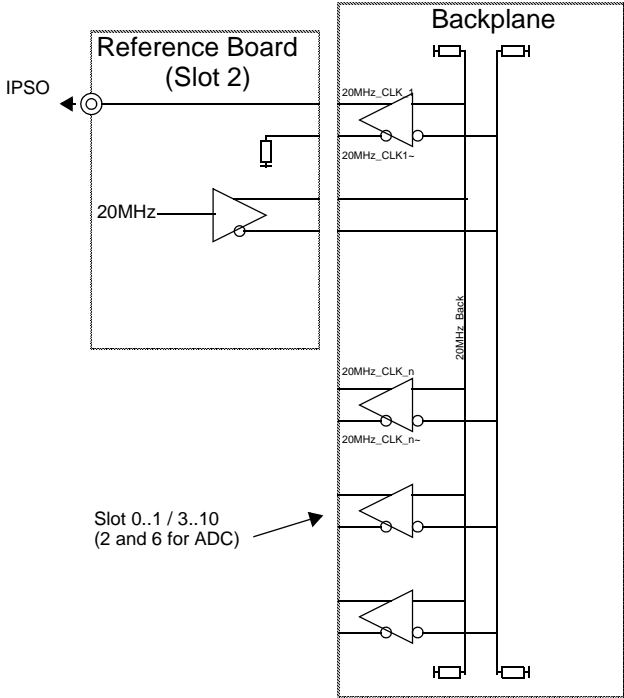 Backplane
Reference Board
(Slot 2)
IPSO
20MHz_CLK_1
20MHz_CLK1~
20MHz
20MHz_Back
20MHz_CLK_n
20MHz_CLK_n~
Slot 0..1 / 3..10
(2 and 6 for ADC)